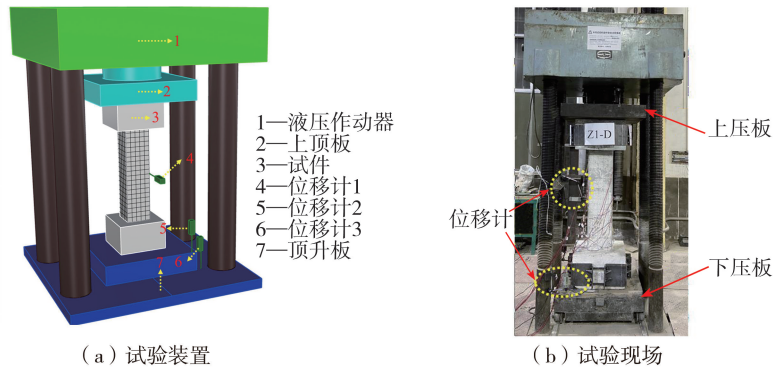 1
2
3
4
5
6
7
1—液压作动器
2—上顶板
3—试件
4—位移计1
5—位移计2
6—位移计3
7—顶升板
Z1-D
上压板
位移计
下压板
(a)试验装置
(b)试验现场